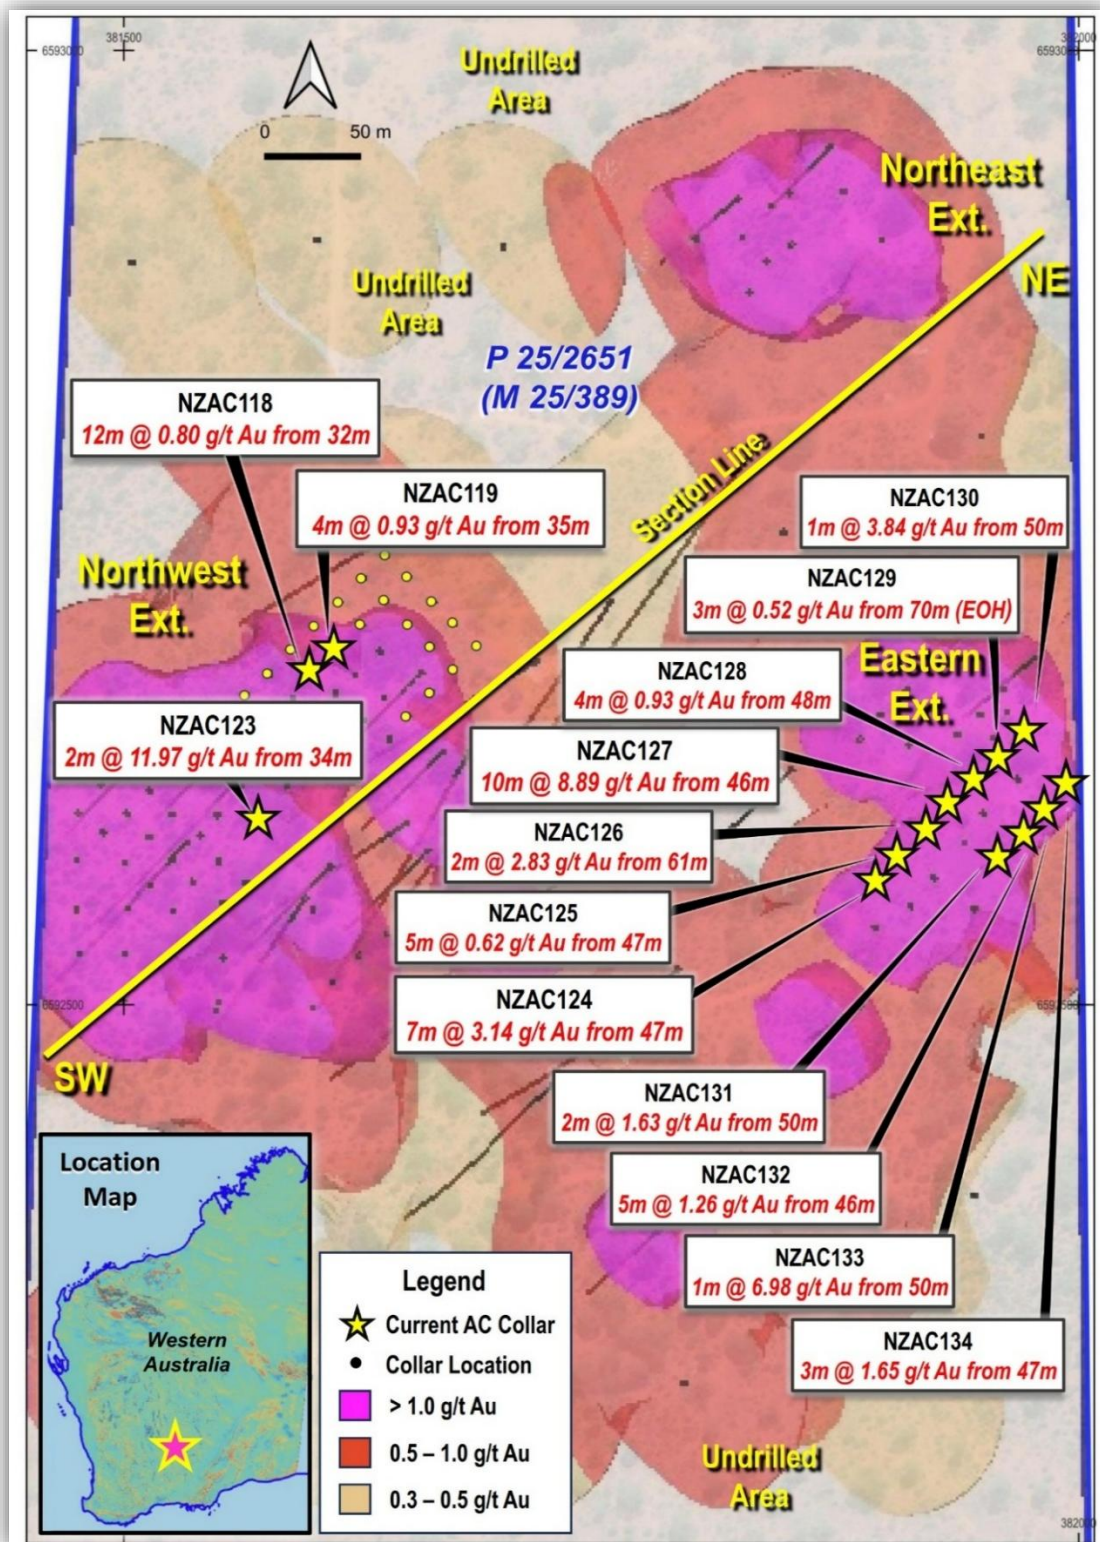 381500
382000
6593000
6593000
Undrilled
Area
0
50 m
Northeast
Ext.
NE
Undrilled
Area
P 25/2651
(M 25/389)
NZAC118
12m @ 0.80 g/t Au from 32m
NZAC119
4m @ 0.93 g/t Au from 35m
Section Line
NZAC130
1m @ 3.84 g/t Au from 50m
Northwest
Ext.
NZAC129
3m @ 0.52 g/t Au from 70m (EOH)
Eastern
Ext.
NZAC128
4m @ 0.93 g/t Au from 48m
NZAC123
2m @ 11.97 g/t Au from 34m
NZAC127
10m @ 8.89 g/t Au from 46m
NZAC126
2m @ 2.83 g/t Au from 61m
NZAC125
5m @ 0.62 g/t Au from 47m
NZAC124
7m @ 3.14 g/t Au from 47m
6592500
6592500
SW
NZAC131
2m @ 1.63 g/t Au from 50m
NZAC132
5m @ 1.26 g/t Au from 46m
NZAC133
1m @ 6.98 g/t Au from 50m
NZAC134
3m @ 1.65 g/t Au from 47m
Location
Map
Western
Australia
Legend
Current AC Collar
Collar Location
> 1.0 g/t Au
0.5 – 1.0 g/t Au
0.3 – 0.5 g/t Au
Undrilled
Area
382000